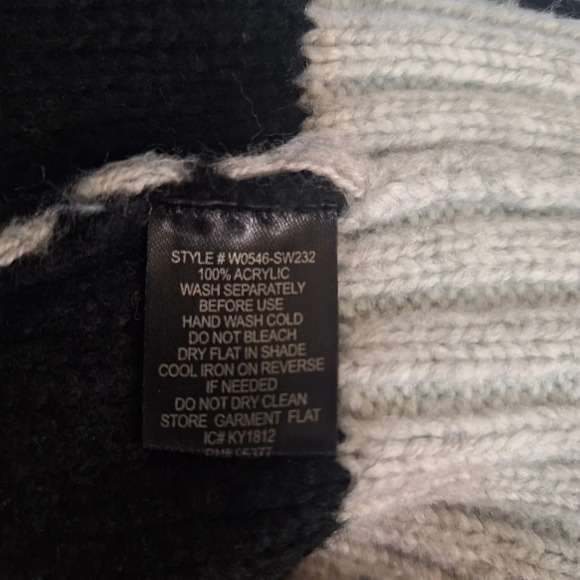 STYLE # W0546-SW232
100% ACRYLIC
WASH SEPARATELY
BEFORE USE
HAND WASH COLD
DO NOT BLEACH
DRY FLAT IN SHADE
COOL IRON ON REVERSE
IF NEEDED
DO NOT DRY CLEAN
STORE GARMENT FLAT
IC# KY1812